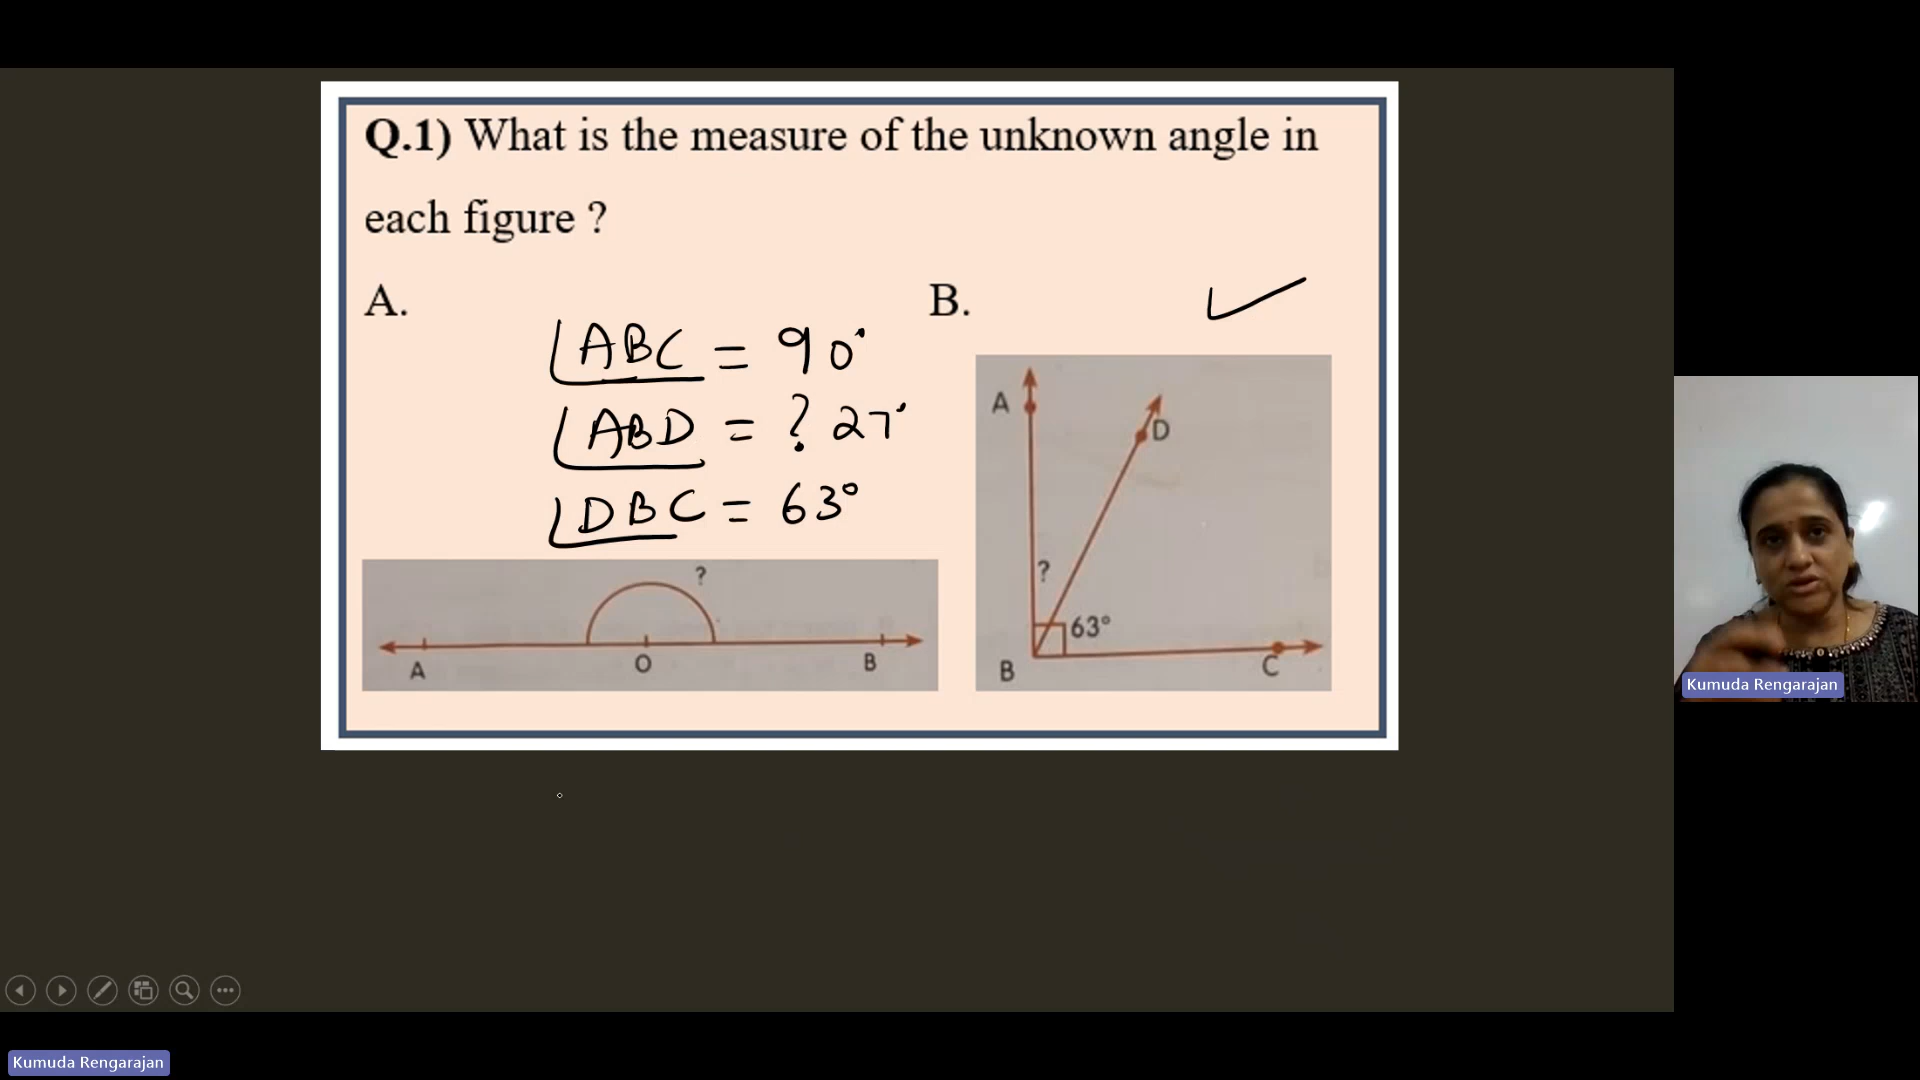 Q.1) What is the measure of the unknown angle in
each figure ?
A.
∠ABC = 90°
∠ABD = ? 27°
∠DBC = 63°
?
A O B
B.
A
D
?
63°
B C
Kumuda Rengarajan
Kumuda Rengarajan